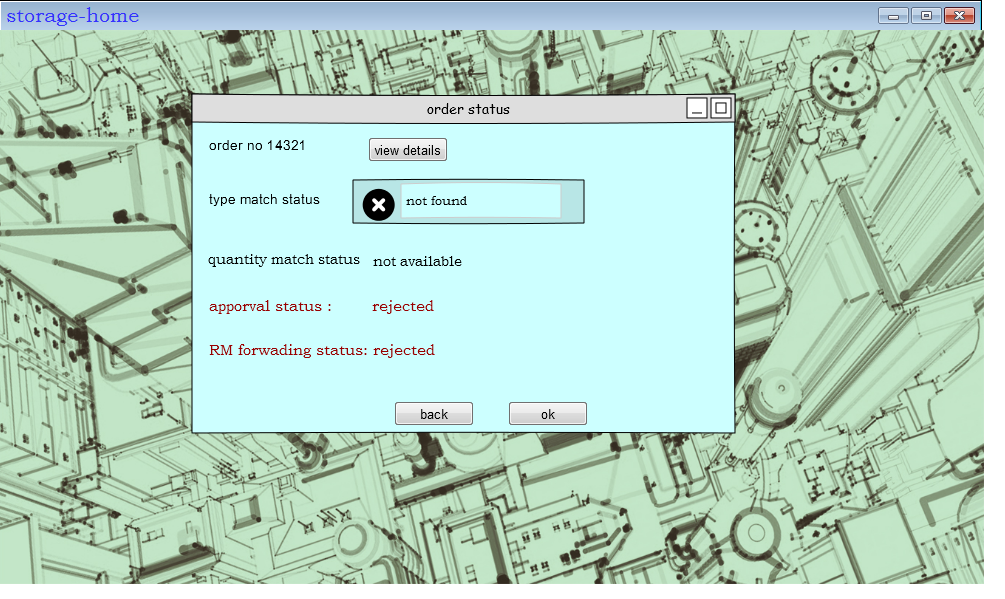 storage-home
order status
order no 14321
view details
type match status
not found
quantity match status
not available
apporval status :
rejected
RM forwading status: rejected
back
ok